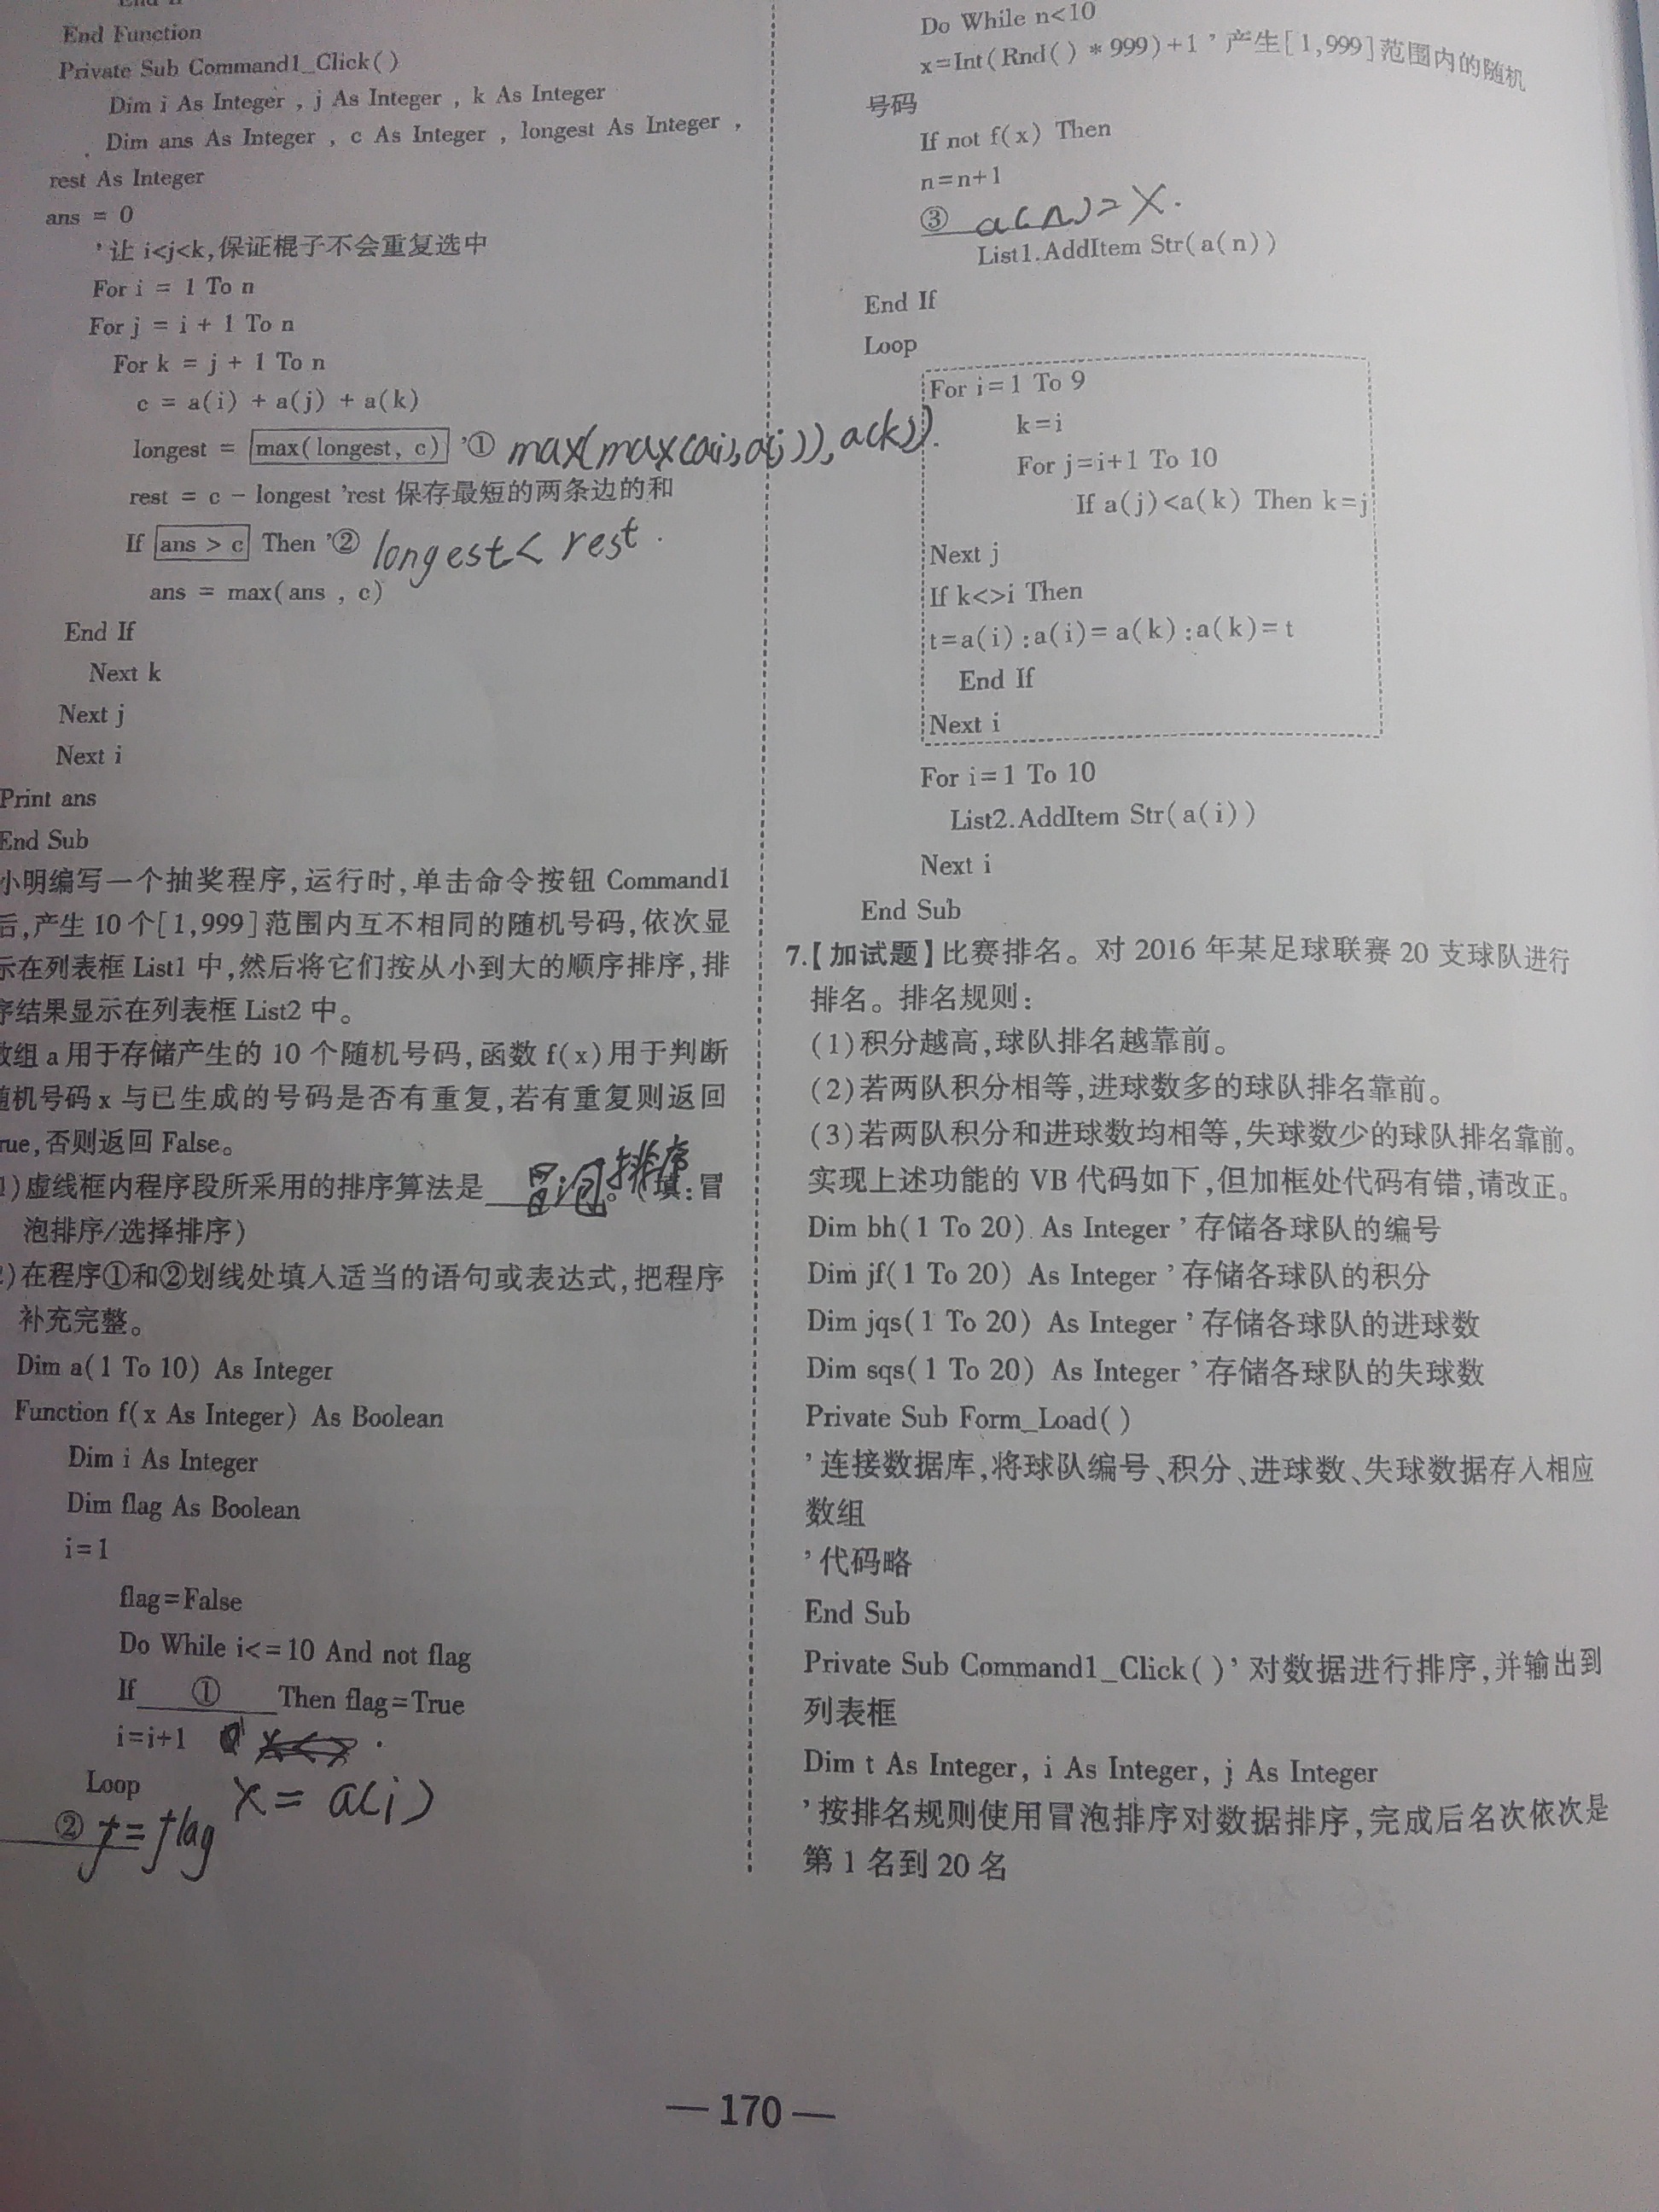 End If
End Function
Private Sub Command1_Click()
Dim i As Integer , j As Integer , k As Integer
Dim ans As Integer , c As Integer , longest As Integer ,
rest As Integer
ans = 0
'让 i<j<k,保证棍子不会重复选中
For i = 1 To n
For j = i + 1 To n
For k = j + 1 To n
c = a(i) + a(j) + a(k)
longest = max(longest, c) '① max(max(a(i),a(j)),a(k)).
rest = c - longest 'rest 保存最短的两条边的和
If ans > c Then '② longest< rest .
ans = max(ans , c)
End If
Next k
Next j
Next i
Print ans
End Sub
小明编写一个抽奖程序,运行时,单击命令按钮 Command1
后,产生 10 个[1,999]范围内互不相同的随机号码,依次显
示在列表框 List1 中,然后将它们按从小到大的顺序排序,排
序结果显示在列表框 List2 中。
数组 a 用于存储产生的 10 个随机号码,函数 f(x)用于判断
随机号码 x 与已生成的号码是否有重复,若有重复则返回
rue,否则返回 False。
1)虚线框内程序段所采用的排序算法是 冒泡排序。(填:冒
泡排序/选择排序)
2)在程序①和②划线处填入适当的语句或表达式,把程序
补充完整。
Dim a(1 To 10) As Integer
Function f(x As Integer) As Boolean
Dim i As Integer
Dim flag As Boolean
i=1
flag=False
Do While i<=10 And not flag
If ① Then flag=True
i=i+1
Loop x = a(i)
② f=flag
Do While n<10
x=Int(Rnd()*999)+1 '产生[1,999]范围内的随机
号码
If not f(x) Then
n=n+1
③ a(n)=X.
List1.AddItem Str(a(n))
End If
Loop
For i=1 To 9
k=i
For j=i+1 To 10
If a(j)<a(k) Then k=j
Next j
If k<>i Then
t=a(i):a(i)=a(k):a(k)=t
End If
Next i
For i=1 To 10
List2.AddItem Str(a(i))
Next i
End Sub
7.【加试题】比赛排名。对 2016 年某足球联赛 20 支球队进行
排名。排名规则:
(1)积分越高,球队排名越靠前。
(2)若两队积分相等,进球数多的球队排名靠前。
(3)若两队积分和进球数均相等,失球数少的球队排名靠前。
实现上述功能的 VB 代码如下,但加框处代码有错,请改正。
Dim bh(1 To 20) As Integer '存储各球队的编号
Dim jf(1 To 20) As Integer '存储各球队的积分
Dim jqs(1 To 20) As Integer '存储各球队的进球数
Dim sqs(1 To 20) As Integer '存储各球队的失球数
Private Sub Form_Load()
'连接数据库,将球队编号、积分、进球数、失球数据存入相应
数组
'代码略
End Sub
Private Sub Command1_Click()'对数据进行排序,并输出到
列表框
Dim t As Integer, i As Integer, j As Integer
'按排名规则使用冒泡排序对数据排序,完成后名次依次是
第 1 名到 20 名
— 170 —